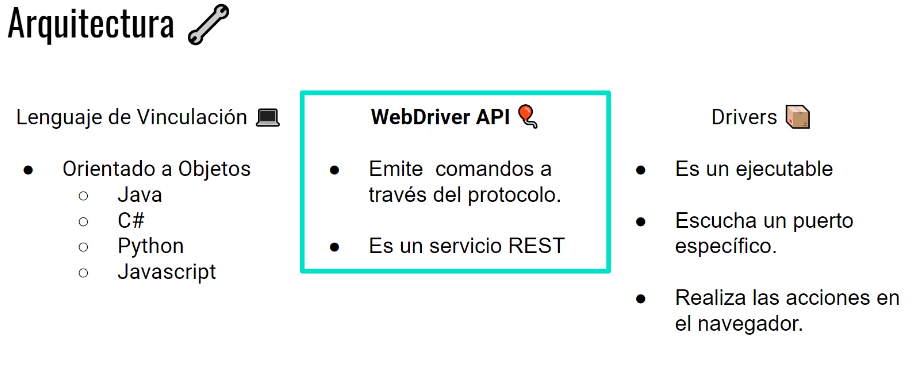 Arquitectura
Lenguaje de Vinculación
● Orientado a Objetos
○ Java
○ C#
○ Python
○ Javascript
WebDriver API
● Emite comandos a
través del protocolo.
● Es un servicio REST
Drivers
● Es un ejecutable
● Escucha un puerto
específico.
● Realiza las acciones en
el navegador.